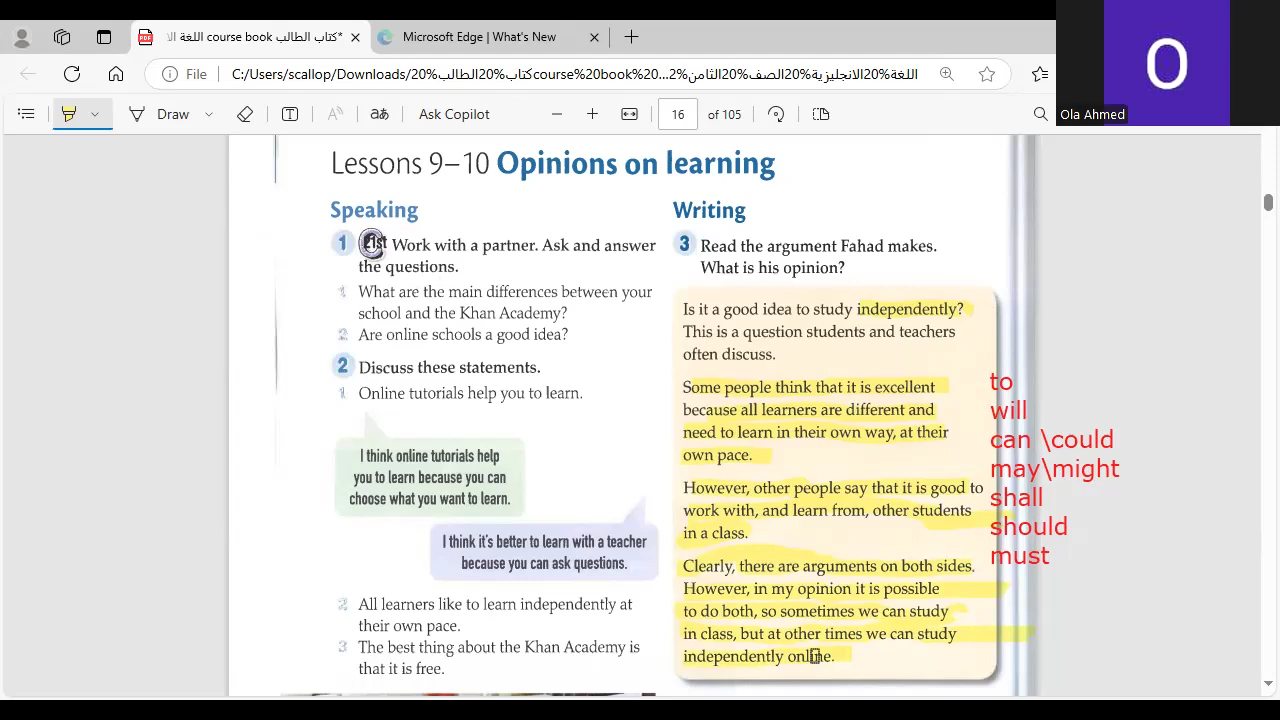 *كتاب الطالب course book اللغة الا
Microsoft Edge | What's New
File
C:/Users/scallop/Downloads/20%كتاب20%الطالب%course%20book%20...2%اللغة20%الانجليزية20%الصف20%الثامن
Draw
Ask Copilot
16
of 105
O
Ola Ahmed
Lessons 9–10 Opinions on learning
Speaking
1 21st Work with a partner. Ask and answer
the questions.
1 What are the main differences between your
school and the Khan Academy?
2 Are online schools a good idea?
2 Discuss these statements.
1 Online tutorials help you to learn.
I think online tutorials help
you to learn because you can
choose what you want to learn.
I think it's better to learn with a teacher
because you can ask questions.
2 All learners like to learn independently at
their own pace.
3 The best thing about the Khan Academy is
that it is free.
Writing
3 Read the argument Fahad makes.
What is his opinion?
Is it a good idea to study independently?
This is a question students and teachers
often discuss.
Some people think that it is excellent
because all learners are different and
need to learn in their own way, at their
own pace.
However, other people say that it is good to
work with, and learn from, other students
in a class.
Clearly, there are arguments on both sides.
However, in my opinion it is possible
to do both, so sometimes we can study
in class, but at other times we can study
independently online.
to
will
can \could
may\might
shall
should
must